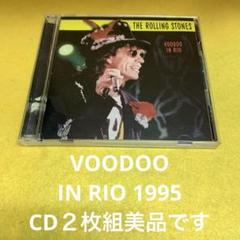 THE ROLLING STONES
VOODOO
IN RIO
VOODOO
IN RIO 1995
CD２枚組美品です